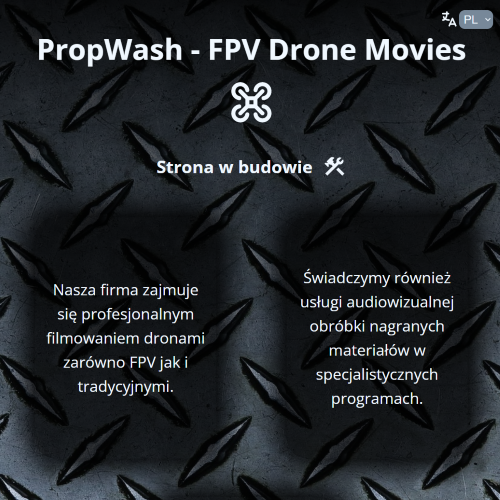 PL
PropWash - FPV Drone Movies
Strona w budowie
Nasza firma zajmuje
się profesjonalnym
filmowaniem dronami
zarówno FPV jak i
tradycyjnymi.
Świadczymy również
usługi audiowizualnej
obróbki nagranych
materiałów w
specjalistycznych
programach.